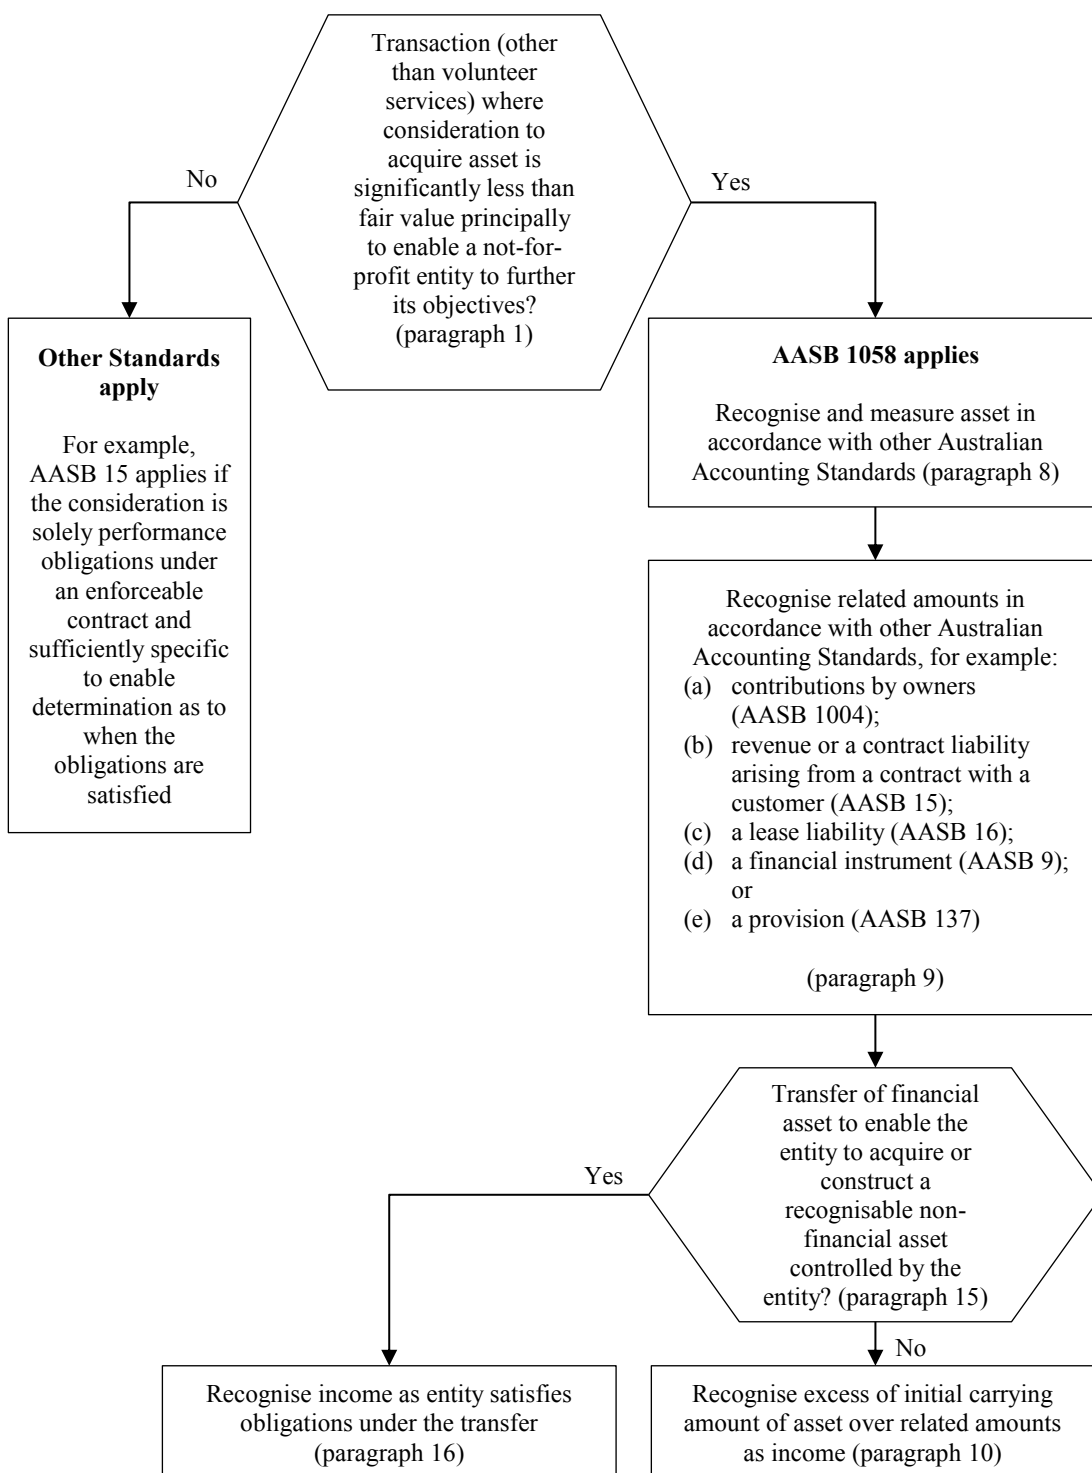 Transaction (other
than volunteer
services) where
consideration to
acquire asset is
significantly less than
fair value principally
to enable a not-for-
profit entity to further
its objectives?
(paragraph 1)
No
Yes
Other Standards
apply
For example,
AASB 15 applies if
the consideration is
solely performance
obligations under
an enforceable
contract and
sufficiently specific
to enable
determination as to
when the
obligations are
satisfied
AASB 1058 applies
Recognise and measure asset in
accordance with other Australian
Accounting Standards (paragraph 8)
Recognise related amounts in
accordance with other Australian
Accounting Standards, for example:
(a) contributions by owners
(AASB 1004);
(b) revenue or a contract liability
arising from a contract with a
customer (AASB 15);
(c) a lease liability (AASB 16);
(d) a financial instrument (AASB 9);
or
(e) a provision (AASB 137)
(paragraph 9)
Transfer of financial
asset to enable the
entity to acquire or
construct a
recognisable non-
financial asset
controlled by the
entity? (paragraph 15)
Yes
No
Recognise income as entity satisfies
obligations under the transfer
(paragraph 16)
Recognise excess of initial carrying
amount of asset over related amounts
as income (paragraph 10)